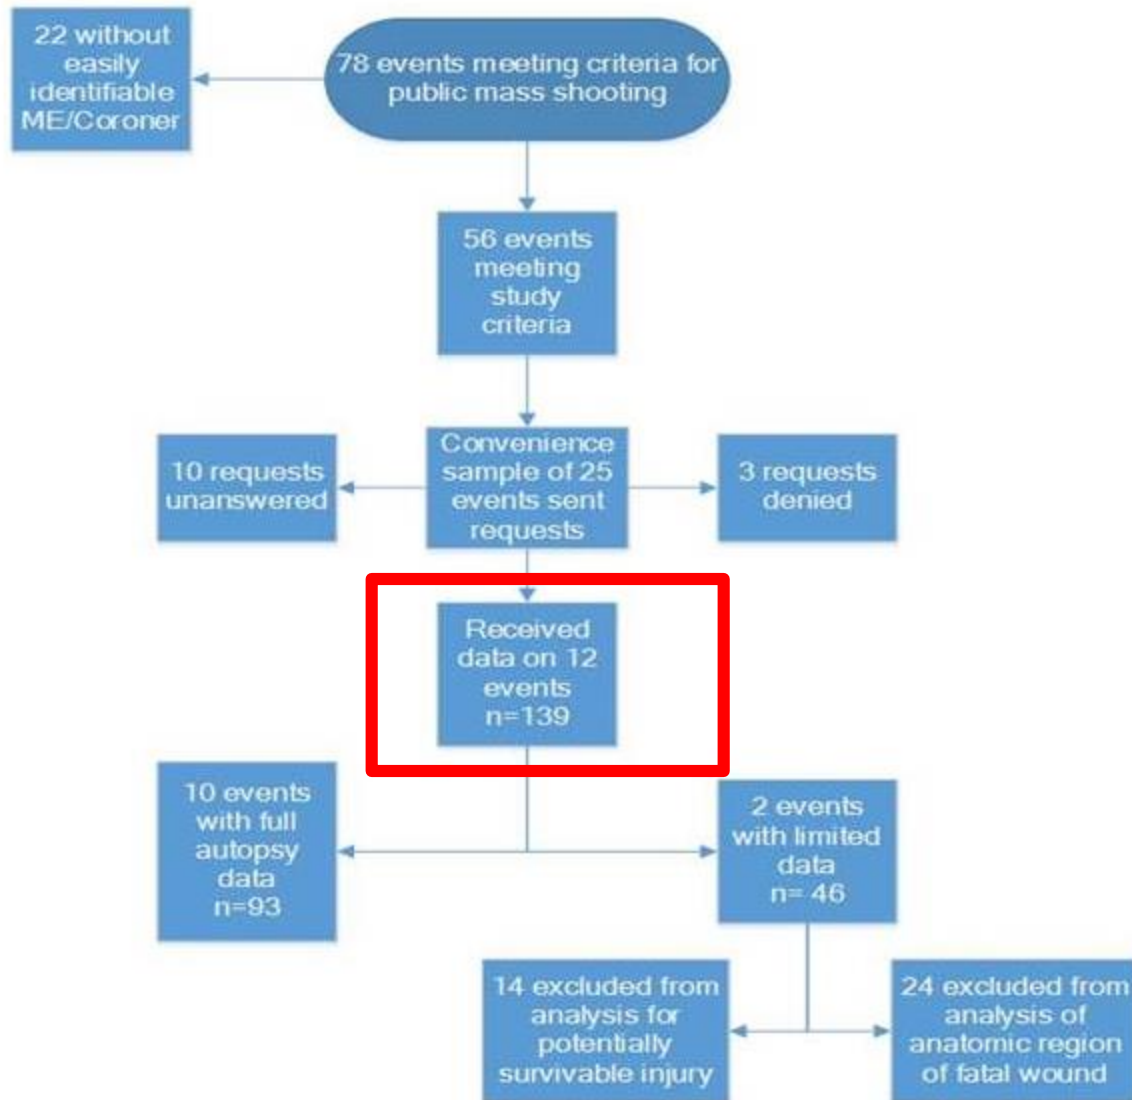 22 without
easily
identifiable
ME/Coroner
78 events meeting criteria for
public mass shooting
56 events
meeting
study
criteria
10 requests
unanswered
Convenience
sample of 25
events sent
requests
3 requests
denied
Received
data on 12
events
n=139
10 events
with full
autopsy
data
n=93
2 events
with limited
data
n= 46
14 excluded from
analysis for
potentially
survivable injury
24 excluded from
analysis of
anatomic region
of fatal wound